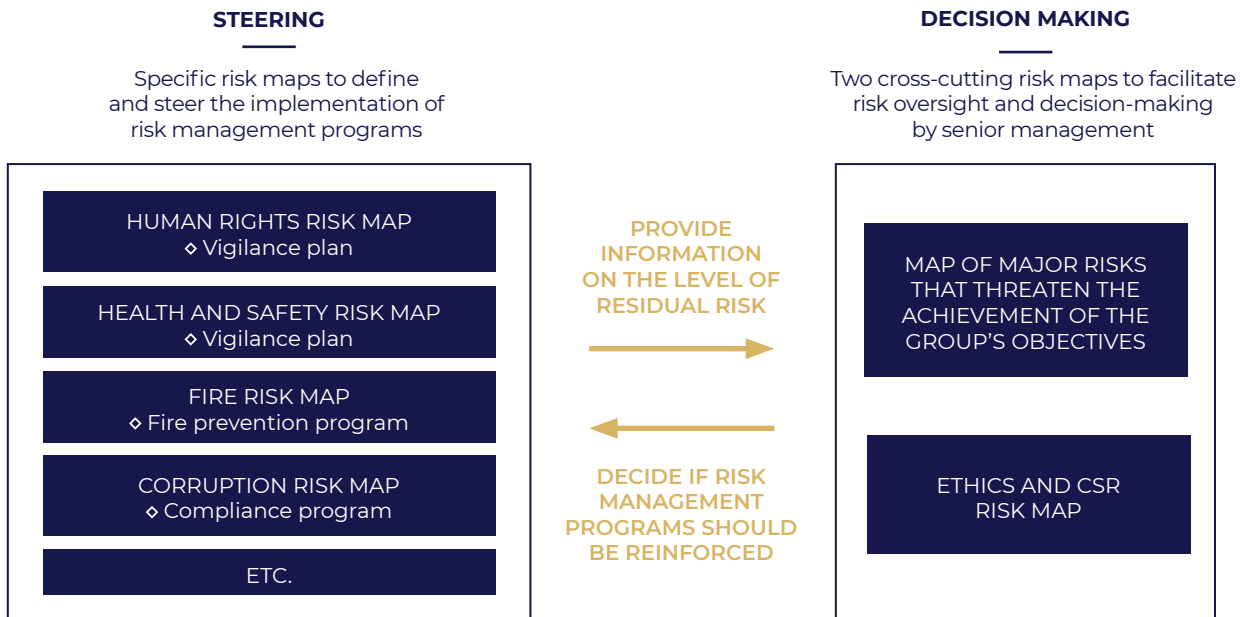 STEERING
Specific risk maps to define
and steer the implementation of
risk management programs
HUMAN RIGHTS RISK MAP
◇ Vigilance plan
HEALTH AND SAFETY RISK MAP
◇ Vigilance plan
FIRE RISK MAP
◇ Fire prevention program
CORRUPTION RISK MAP
◇ Compliance program
ETC.
PROVIDE
INFORMATION
ON THE LEVEL OF
RESIDUAL RISK
DECIDE IF RISK
MANAGEMENT
PROGRAMS SHOULD
BE REINFORCED
DECISION MAKING
Two cross-cutting risk maps to facilitate
risk oversight and decision-making
by senior management
MAP OF MAJOR RISKS
THAT THREATEN THE
ACHIEVEMENT OF THE
GROUP’S OBJECTIVES
ETHICS AND CSR
RISK MAP